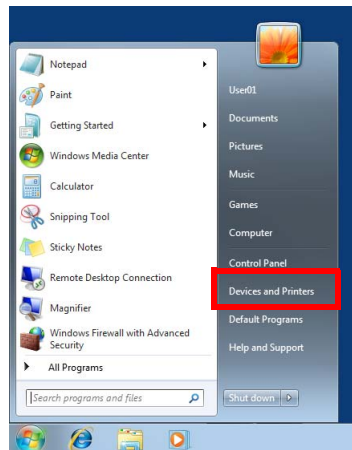 Notepad
Paint
Getting Started
Windows Media Center
Calculator
Snipping Tool
Sticky Notes
Remote Desktop Connection
Magnifier
Windows Firewall with Advanced
Security
All Programs
Search programs and files
User01
Documents
Pictures
Music
Games
Computer
Control Panel
Devices and Printers
Default Programs
Help and Support
Shut down